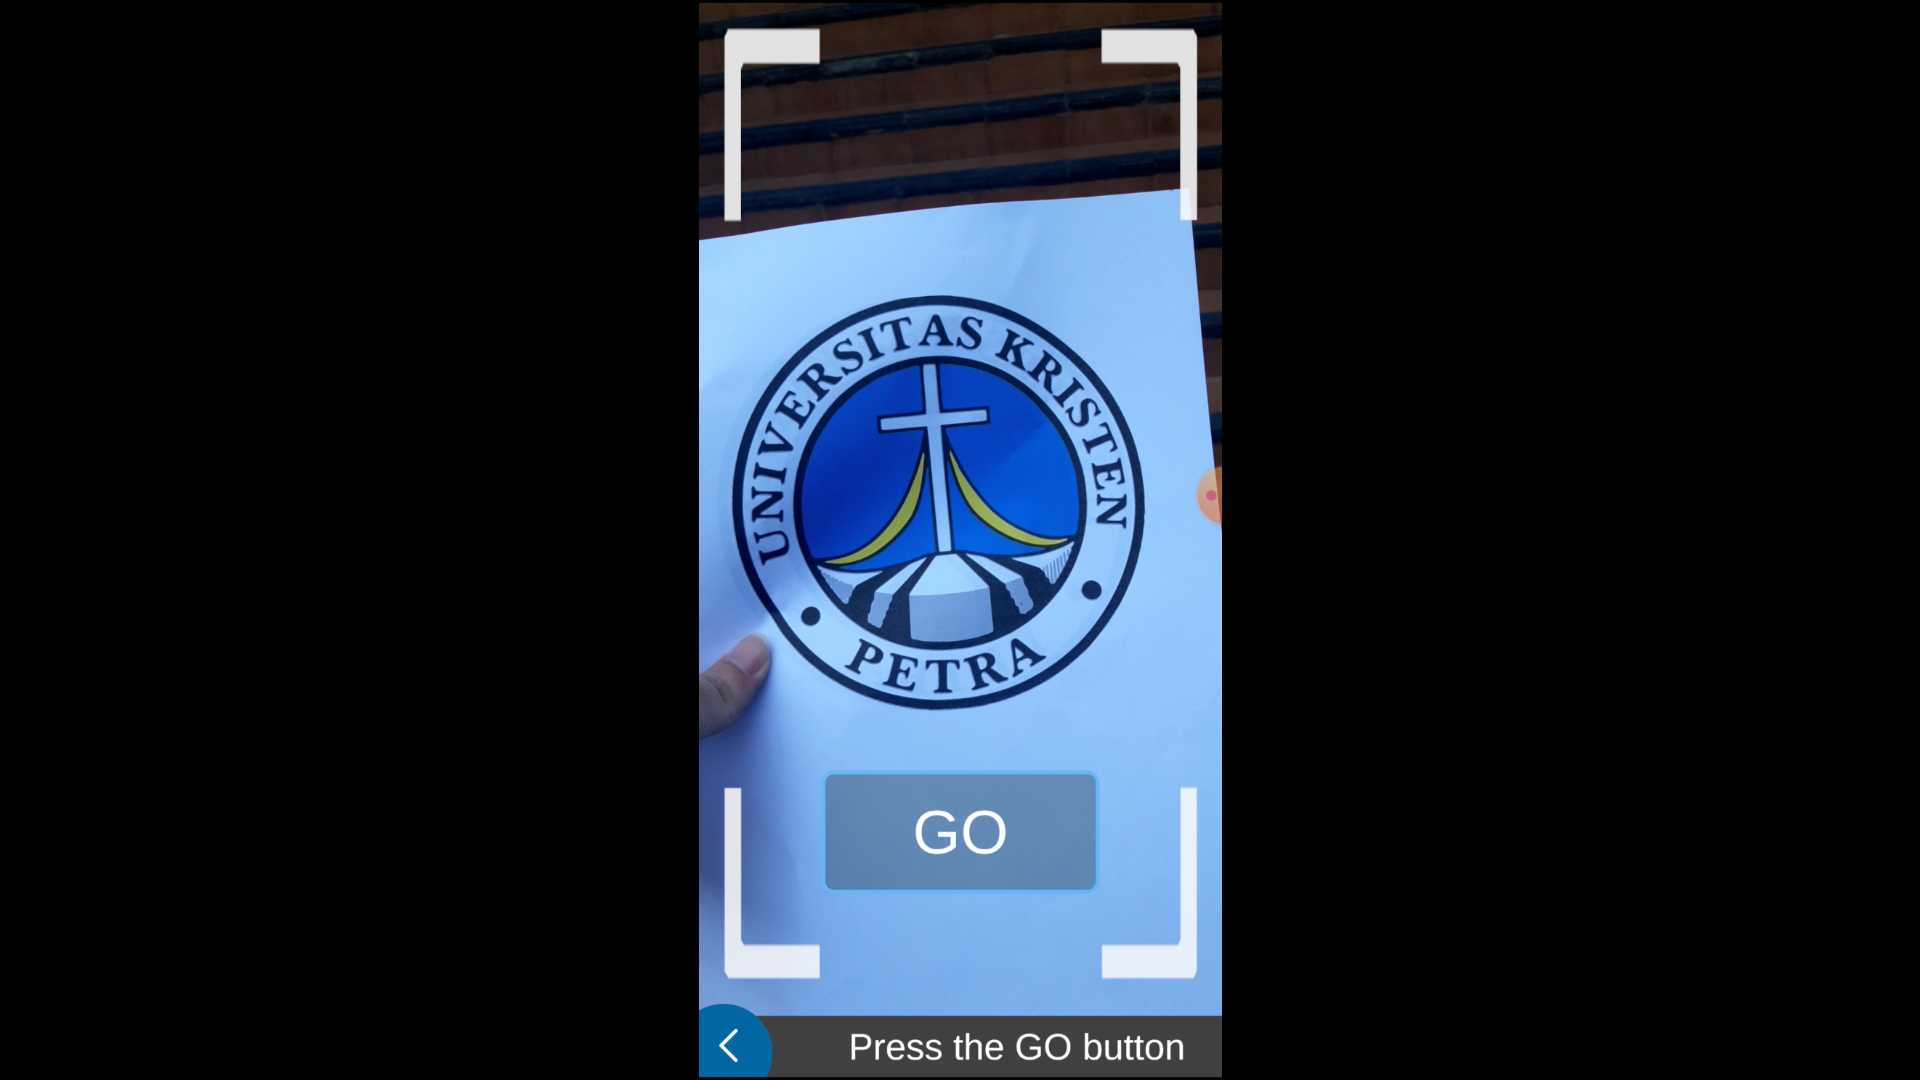 UNIVERSITAS KRISTEN
PETRA
GO
Press the GO button